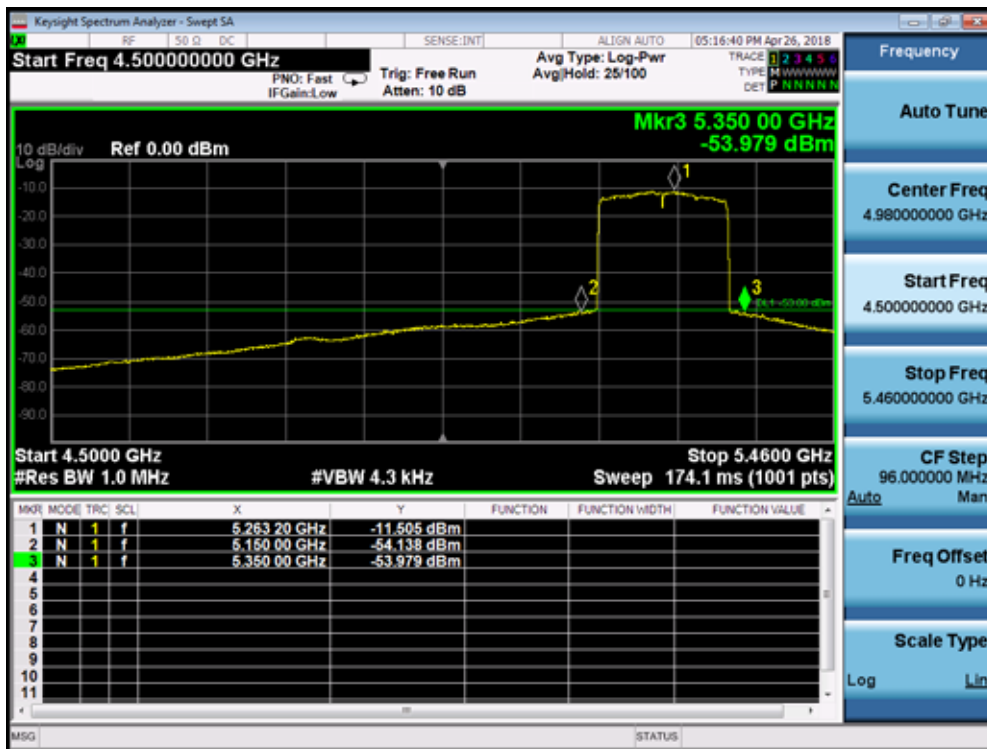 Keysight Spectrum Analyzer - Swept SA
LXI RF 50 Ω DC SENSE:INT ALIGN AUTO 05:16:40 PM Apr 26, 2018
Start Freq 4.500000000 GHz
PNO: Fast
IFGain:Low
Trig: Free Run
Atten: 10 dB
Avg Type: Log-Pwr
Avg|Hold: 25/100
TRACE 1 2 3 4 5 6
TYPE M WWWWW
DET P N N N N N
Mkr3 5.350 00 GHz
-53.979 dBm
10 dB/div Ref 0.00 dBm
Log
-10.0
-20.0
-30.0
-40.0
-50.0
-60.0
-70.0
-80.0
-90.0
1
2
3
DL1 -53.00 dBm
Start 4.5000 GHz Stop 5.4600 GHz
#Res BW 1.0 MHz #VBW 4.3 kHz Sweep 174.1 ms (1001 pts)
MKR MODE TRC SCL X Y FUNCTION FUNCTION WIDTH FUNCTION VALUE
1 N 1 f 5.263 20 GHz -11.505 dBm
2 N 1 f 5.150 00 GHz -54.138 dBm
3 N 1 f 5.350 00 GHz -53.979 dBm
4
5
6
7
8
9
10
11
MSG STATUS
Frequency
Auto Tune
Center Freq
4.980000000 GHz
Start Freq
4.500000000 GHz
Stop Freq
5.460000000 GHz
CF Step
96.000000 MHz
Auto Man
Freq Offset
0 Hz
Scale Type
Log Lin